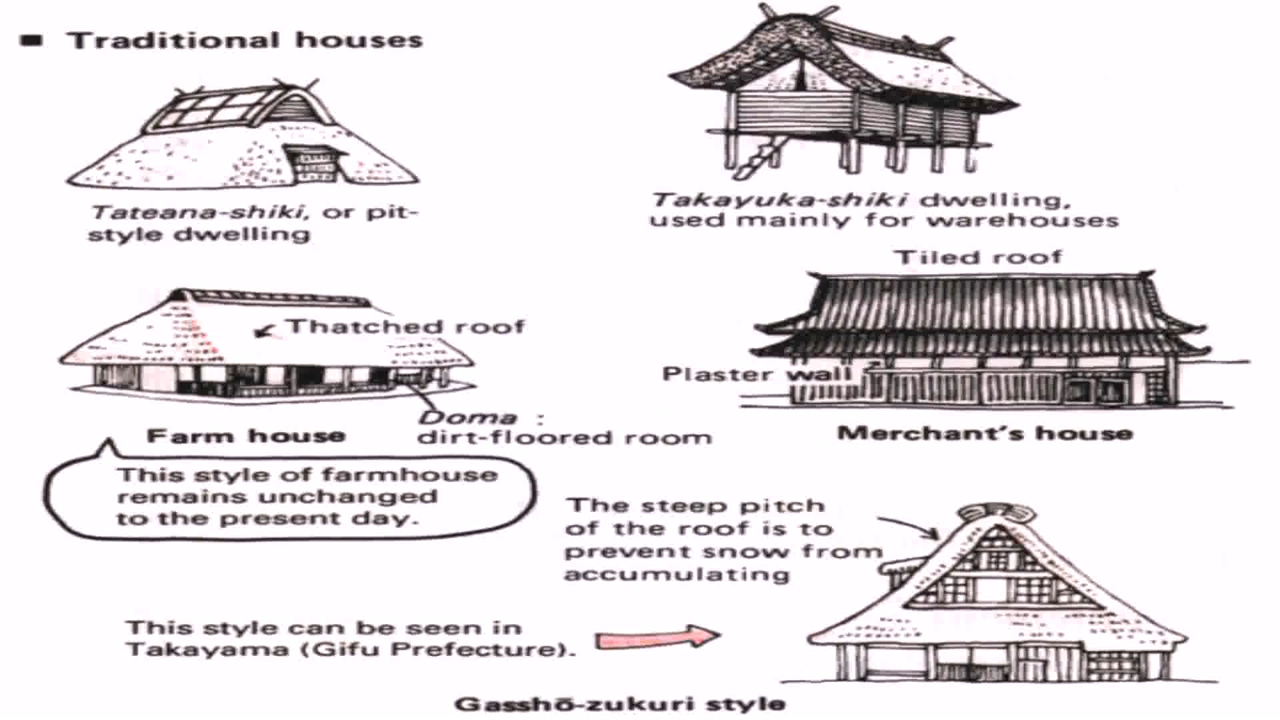 ■ Traditional houses
Tateana-shiki, or pit-
style dwelling
Takayuka-shiki dwelling,
used mainly for warehouses
Thatched roof
Doma :
dirt-floored room
Farm house
This style of farmhouse
remains unchanged
to the present day.
Tiled roof
Plaster wall
Merchant's house
The steep pitch
of the roof is to
prevent snow from
accumulating
This style can be seen in
Takayama (Gifu Prefecture).
Gasshō-zukuri style